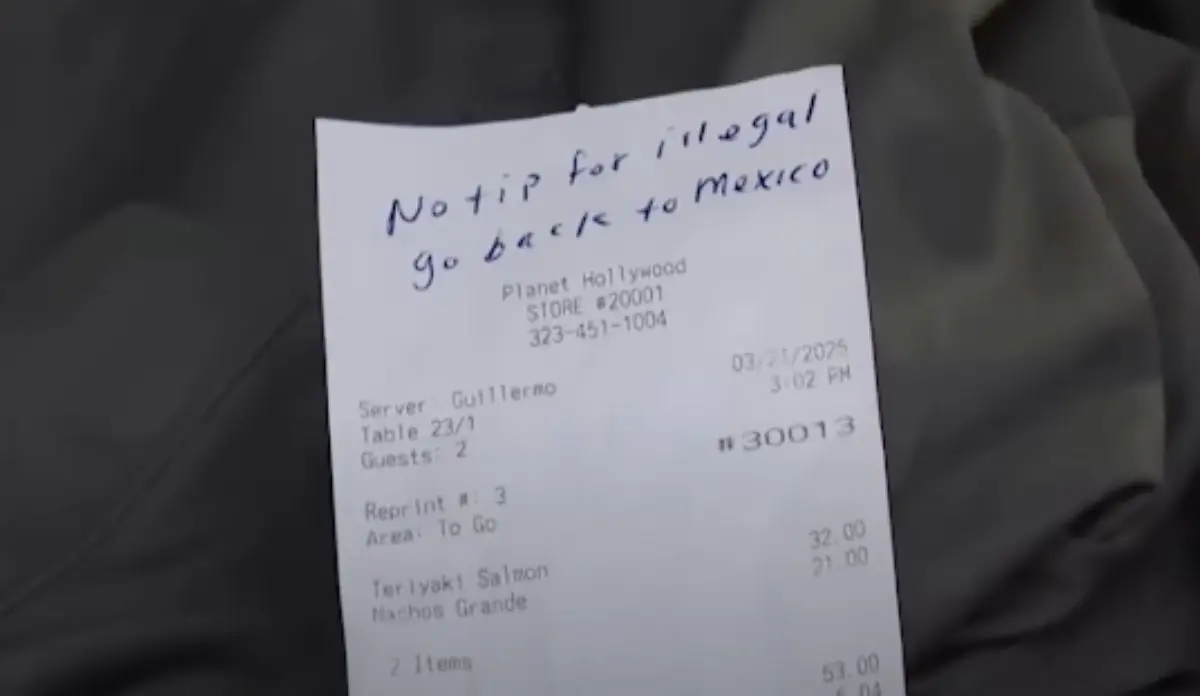 No tip for illegal
go back to mexico
Planet Hollywood
STORE #20001
323-451-1004
03/21/2025
Server: Guillermo 3:02 PM
Table 23/1
Guests: 2 #30013
Reprint #: 3
Area: To Go
Teriyaki Salmon 32.00
Nachos Grande 21.00
2 Items 53.00